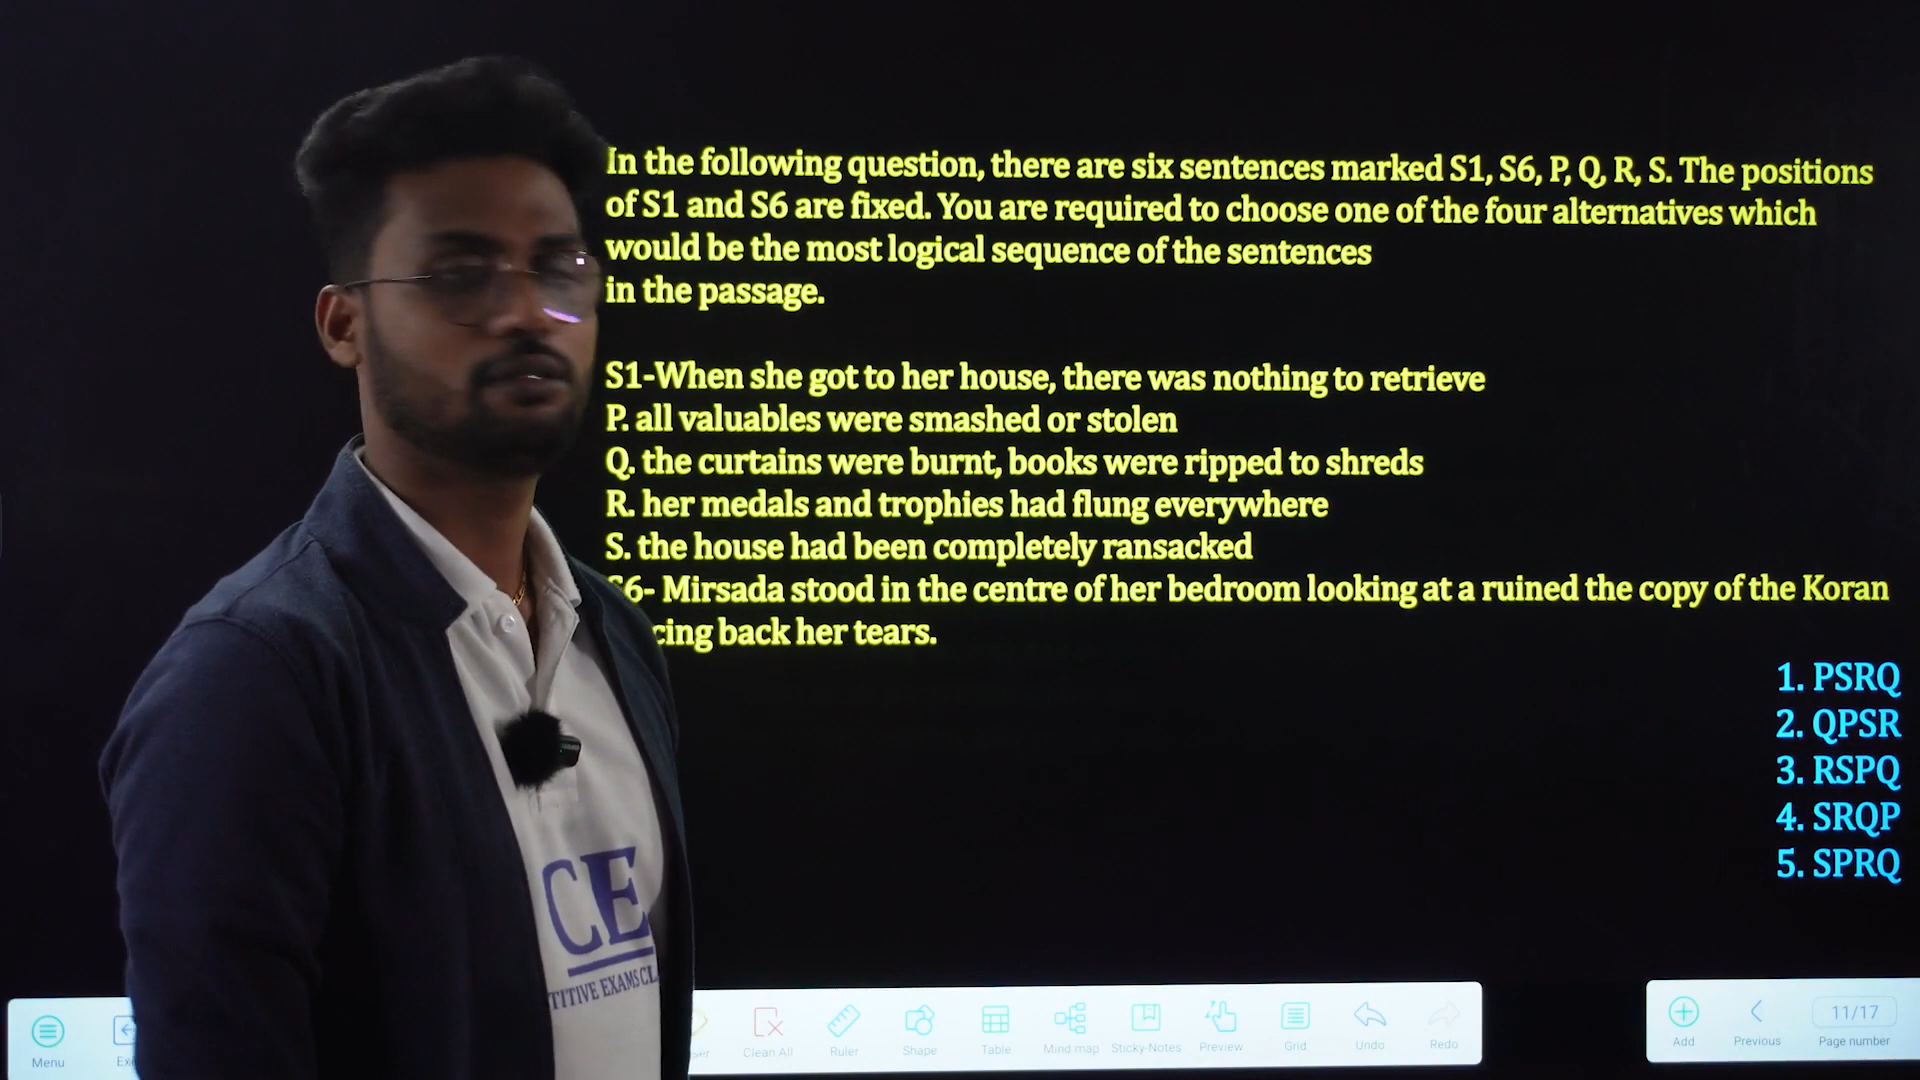 In the following question, there are six sentences marked S1, S6, P, Q, R, S. The positions
of S1 and S6 are fixed. You are required to choose one of the four alternatives which
would be the most logical sequence of the sentences
in the passage.
S1-When she got to her house, there was nothing to retrieve
P. all valuables were smashed or stolen
Q. the curtains were burnt, books were ripped to shreds
R. her medals and trophies had flung everywhere
S. the house had been completely ransacked
S6- Mirsada stood in the centre of her bedroom looking at a ruined the copy of the Koran
back her tears.
1. PSRQ
2. QPSR
3. RSPQ
4. SRQP
5. SPRQ
CE
Menu
Clean All
Ruler
Shape
Table
Mind map
Sticky-Notes
Preview
Grid
Undo
Redo
Add
Previous
11/17
Page number